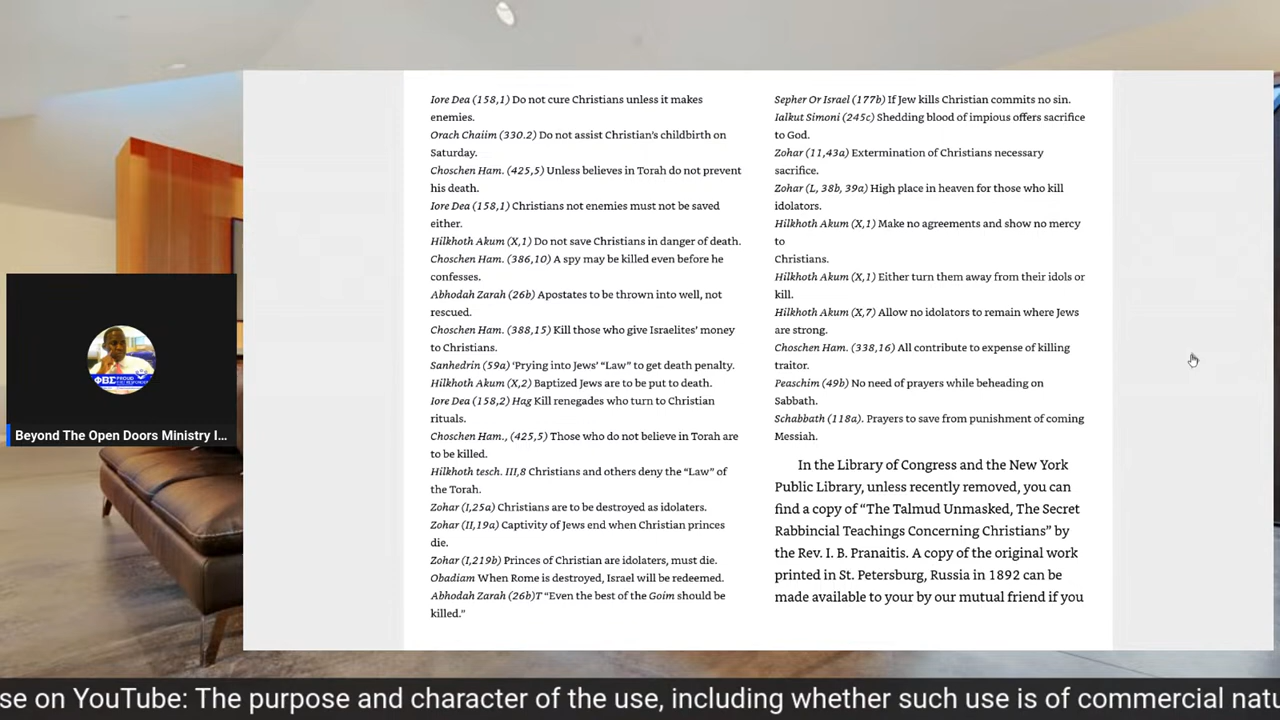 Iore Dea (158,1) Do not cure Christians unless it makes
enemies.
Orach Chaiim (330.2) Do not assist Christian's childbirth on
Saturday.
Choschen Ham. (425,5) Unless believes in Torah do not prevent
his death.
Iore Dea (158,1) Christians not enemies must not be saved
either.
Hilkhoth Akum (X,1) Do not save Christians in danger of death.
Choschen Ham. (386,10) A spy may be killed even before he
confesses.
Abhodah Zarah (26b) Apostates to be thrown into well, not
rescued.
Choschen Ham. (388,15) Kill those who give Israelites' money
to Christians.
Sanhedrin (59a) 'Prying into Jews' "Law" to get death penalty.
Hilkhoth Akum (X,2) Baptized Jews are to be put to death.
Iore Dea (158,2) Hag Kill renegades who turn to Christian
rituals.
Choschen Ham., (425,5) Those who do not believe in Torah are
to be killed.
Hilkhoth tesch. III,8 Christians and others deny the "Law" of
the Torah.
Zohar (I,25a) Christians are to be destroyed as idolaters.
Zohar (II,19a) Captivity of Jews end when Christian princes
die.
Zohar (I,219b) Princes of Christian are idolaters, must die.
Obadiam When Rome is destroyed, Israel will be redeemed.
Abhodah Zarah (26b)T "Even the best of the Goim should be
killed."
Sepher Or Israel (177b) If Jew kills Christian commits no sin.
Ialkut Simoni (245c) Shedding blood of impious offers sacrifice
to God.
Zohar (11,43a) Extermination of Christians necessary
sacrifice.
Zohar (L, 38b, 39a) High place in heaven for those who kill
idolators.
Hilkhoth Akum (X,1) Make no agreements and show no mercy
to
Christians.
Hilkhoth Akum (X,1) Either turn them away from their idols or
kill.
Hilkhoth Akum (X,7) Allow no idolators to remain where Jews
are strong.
Choschen Ham. (338,16) All contribute to expense of killing
traitor.
Peaschim (49b) No need of prayers while beheading on
Sabbath.
Schabbath (118a). Prayers to save from punishment of coming
Messiah.
In the Library of Congress and the New York
Public Library, unless recently removed, you can
find a copy of "The Talmud Unmasked, The Secret
Rabbincial Teachings Concerning Christians" by
the Rev. I. B. Pranaitis. A copy of the original work
printed in St. Petersburg, Russia in 1892 can be
made available to your by our mutual friend if you
ΦΒΣ PROUD
Beyond The Open Doors Ministry I...
se on YouTube: The purpose and character of the use, including whether such use is of commercial natu